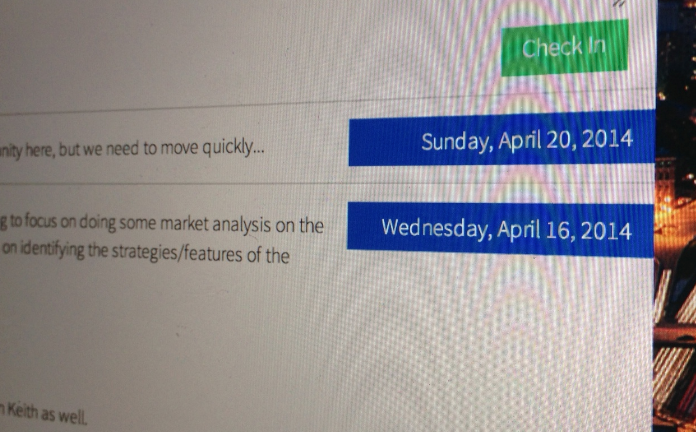 Check In
nity here, but we need to move quickly...
Sunday, April 20, 2014
g to focus on doing some market analysis on the
on identifying the strategies/features of the
Wednesday, April 16, 2014
Keith as well.